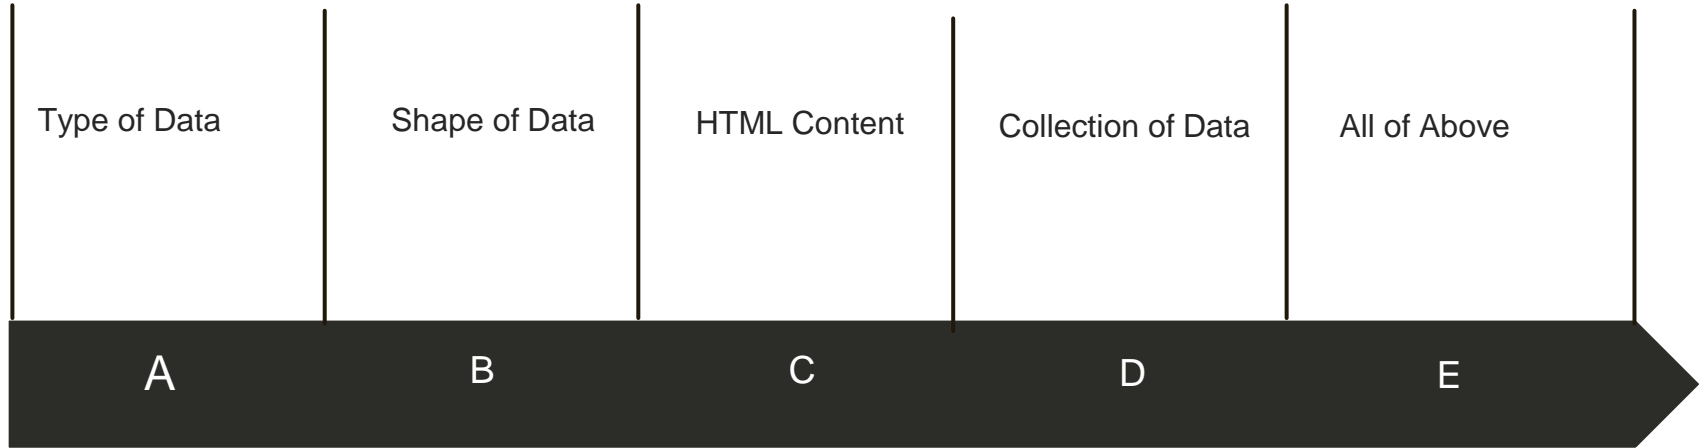 Type of Data
Shape of Data
HTML Content
Collection of Data
All of Above
A
B
C
D
E